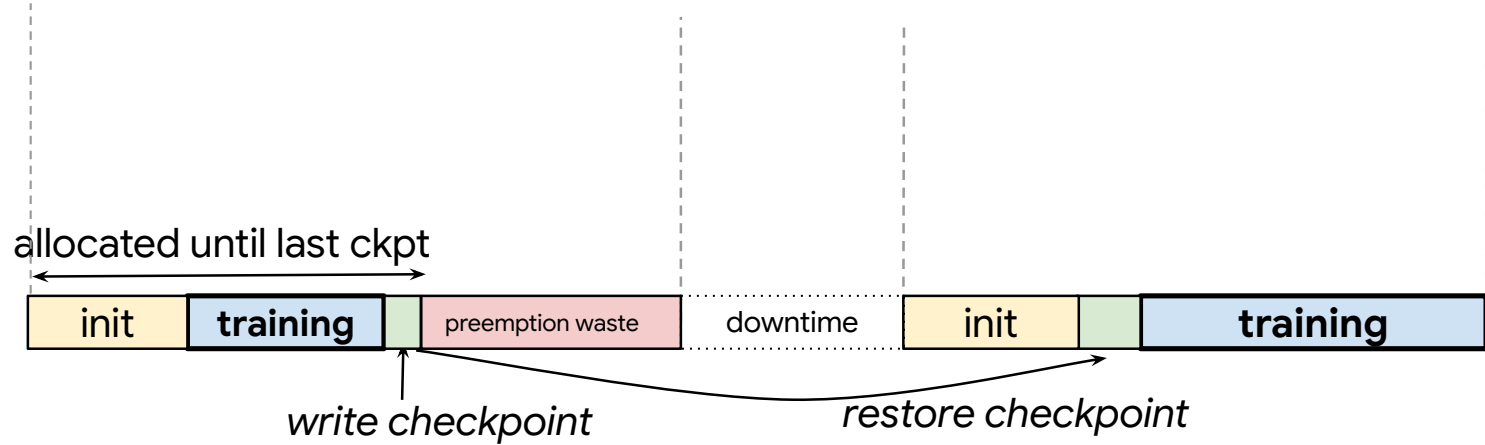 allocated until last ckpt
init training preemption waste downtime init training
write checkpoint
restore checkpoint